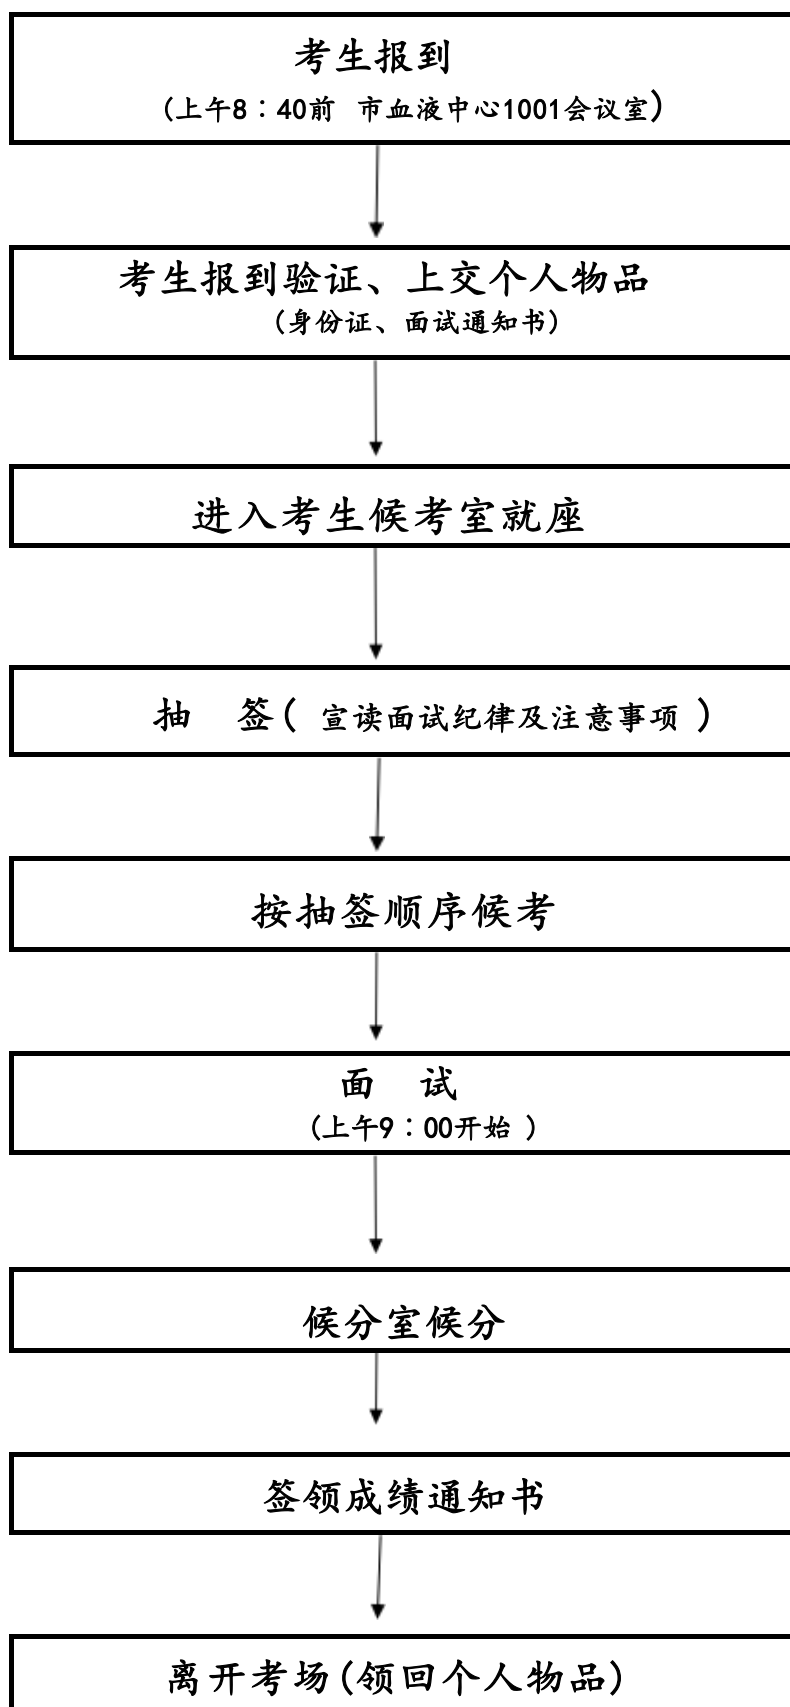 考生报到
(上午8：40前 市血液中心1001会议室)
考生报到验证、上交个人物品
(身份证、面试通知书)
进入考生候考室就座
抽 签( 宣读面试纪律及注意事项 )
按抽签顺序候考
面 试
(上午9：00开始 )
候分室候分
签领成绩通知书
离开考场(领回个人物品)